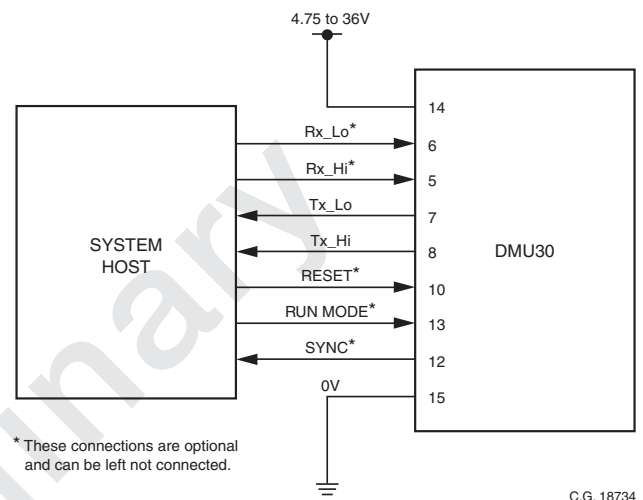 4.75 to 36V
14
Rx_Lo*
6
Rx_Hi*
5
Tx_Lo
7
SYSTEM
HOST
Tx_Hi
8
DMU30
RESET*
10
RUN MODE*
13
SYNC*
12
0V
15
* These connections are optional
and can be left not connected.
C.G. 18734